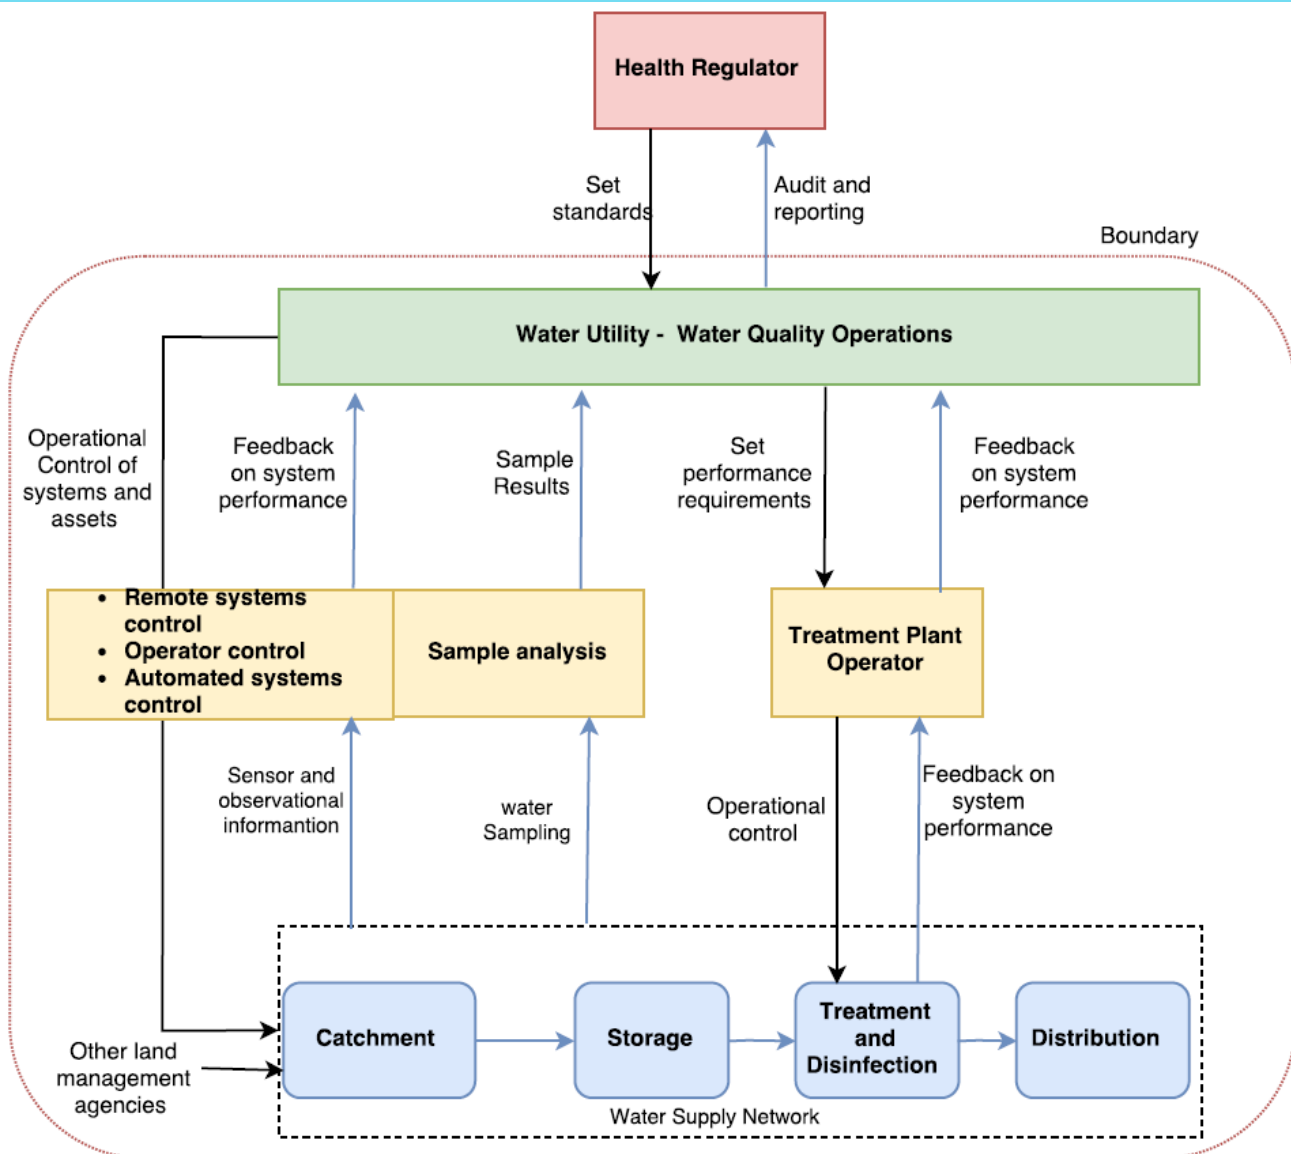 Health Regulator
Set
standards
Audit and
reporting
Boundary
Water Utility - Water Quality Operations
Operational
Control of
systems and
assets
Feedback
on system
performance
Sample
Results
Set
performance
requirements
Feedback
on system
performance
• Remote systems
control
• Operator control
• Automated systems
control
Sample analysis
Treatment Plant
Operator
Sensor and
observational
informantion
water
Sampling
Operational
control
Feedback on
system
performance
Catchment
Storage
Treatment
and
Disinfection
Distribution
Other land
management
agencies
Water Supply Network